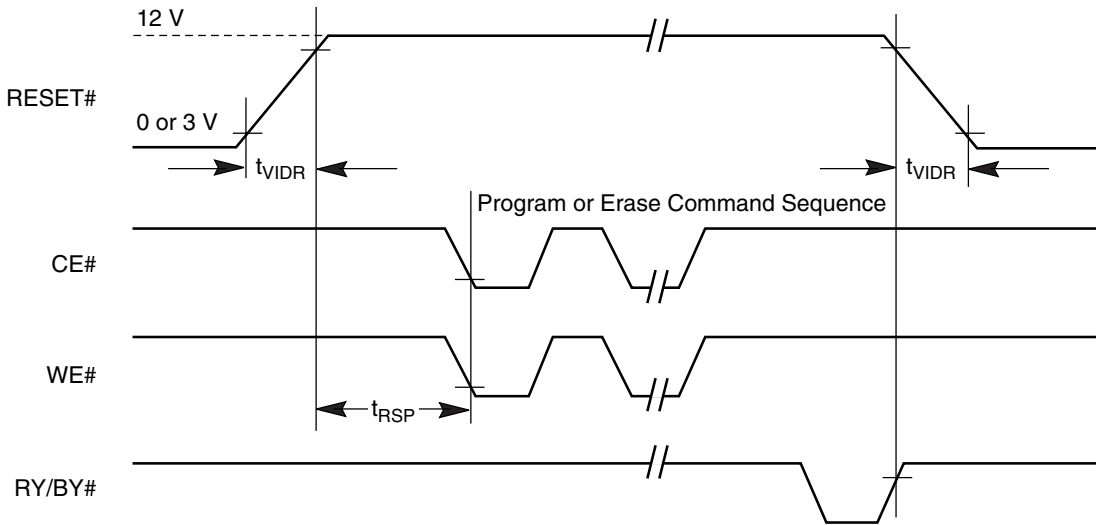 12 V
RESET#
0 or 3 V
tVIDR
tVIDR
Program or Erase Command Sequence
CE#
WE#
tRSP
RY/BY#